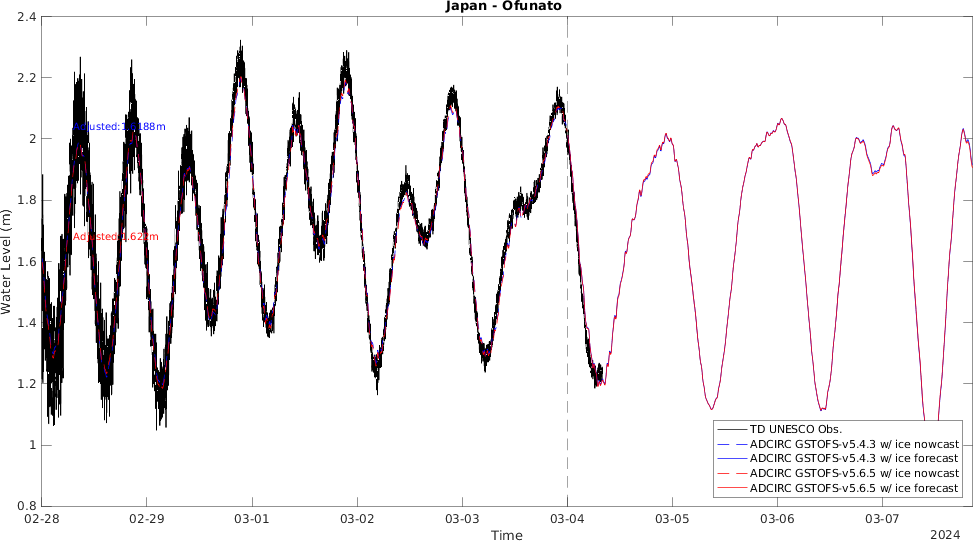 Japan - Ofunato
2.4
2.2
2
1.8
1.6
1.4
1.2
1
0.8
Water Level (m)
Adjusted:
Adjusted:
TD UNESCO Obs.
ADCIRC GSTOFS-v5.4.3 w/ ice nowcast
ADCIRC GSTOFS-v5.4.3 w/ ice forecast
ADCIRC GSTOFS-v5.6.5 w/ ice nowcast
ADCIRC GSTOFS-v5.6.5 w/ ice forecast
02-28 02-29 03-01 03-02 03-03 03-04 03-05 03-06 03-07
Time
2024